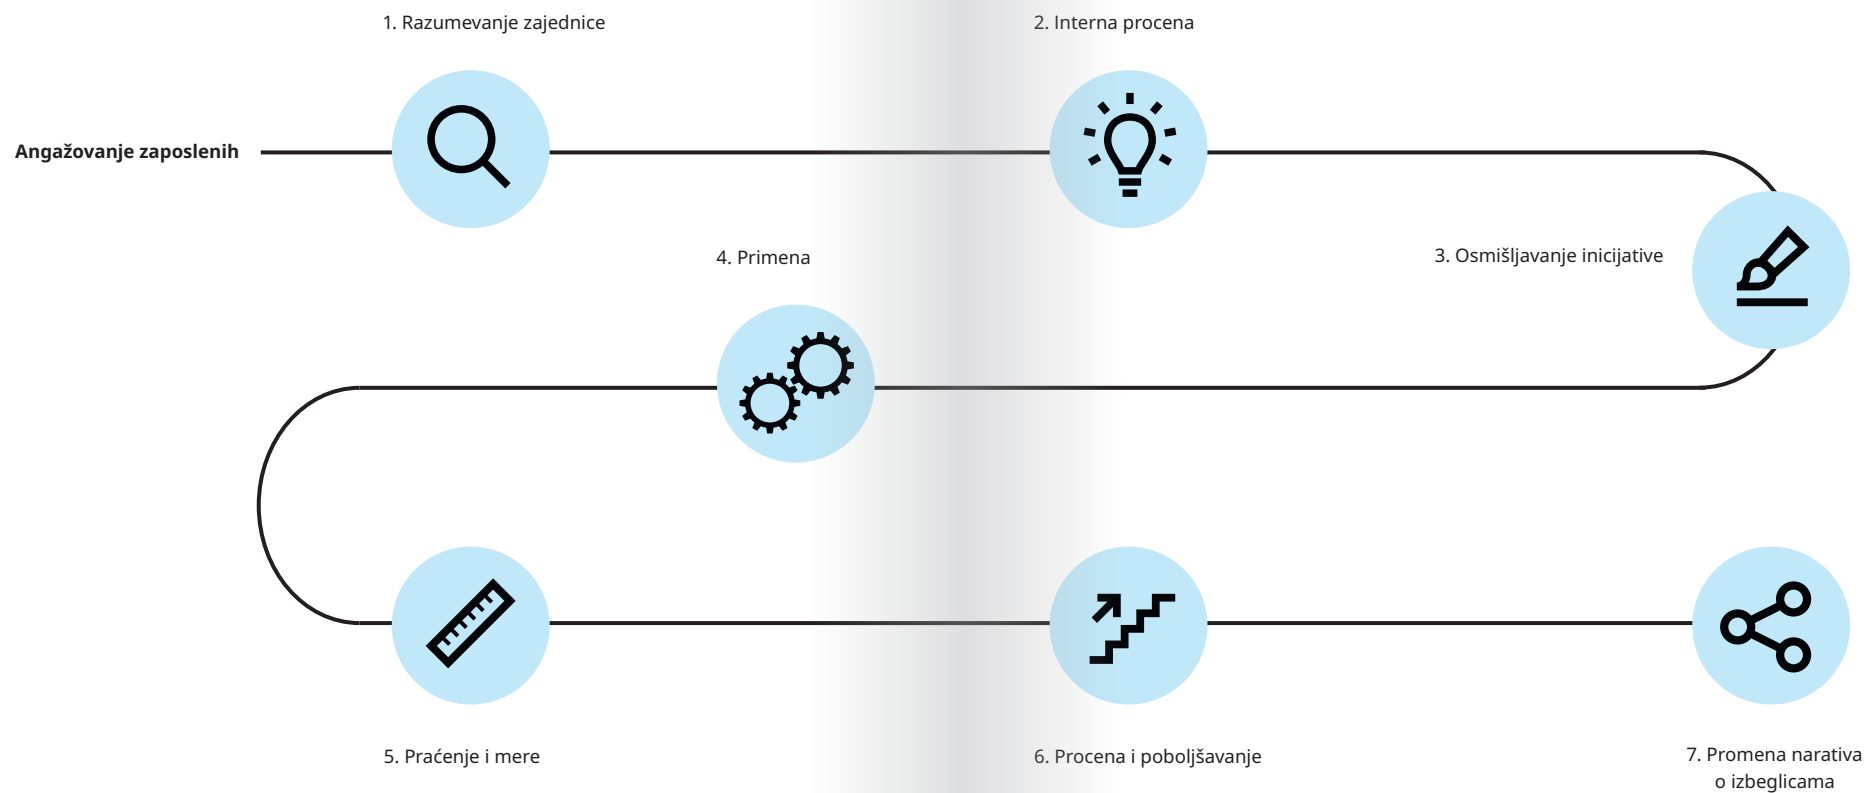 1. Razumevanje zajednice
2. Interna procena
Angažovanje zaposlenih
3. Osmišljavanje inicijative
4. Primena
5. Praćenje i mere
6. Procena i poboljšavanje
7. Promena narativa
o izbeglicama